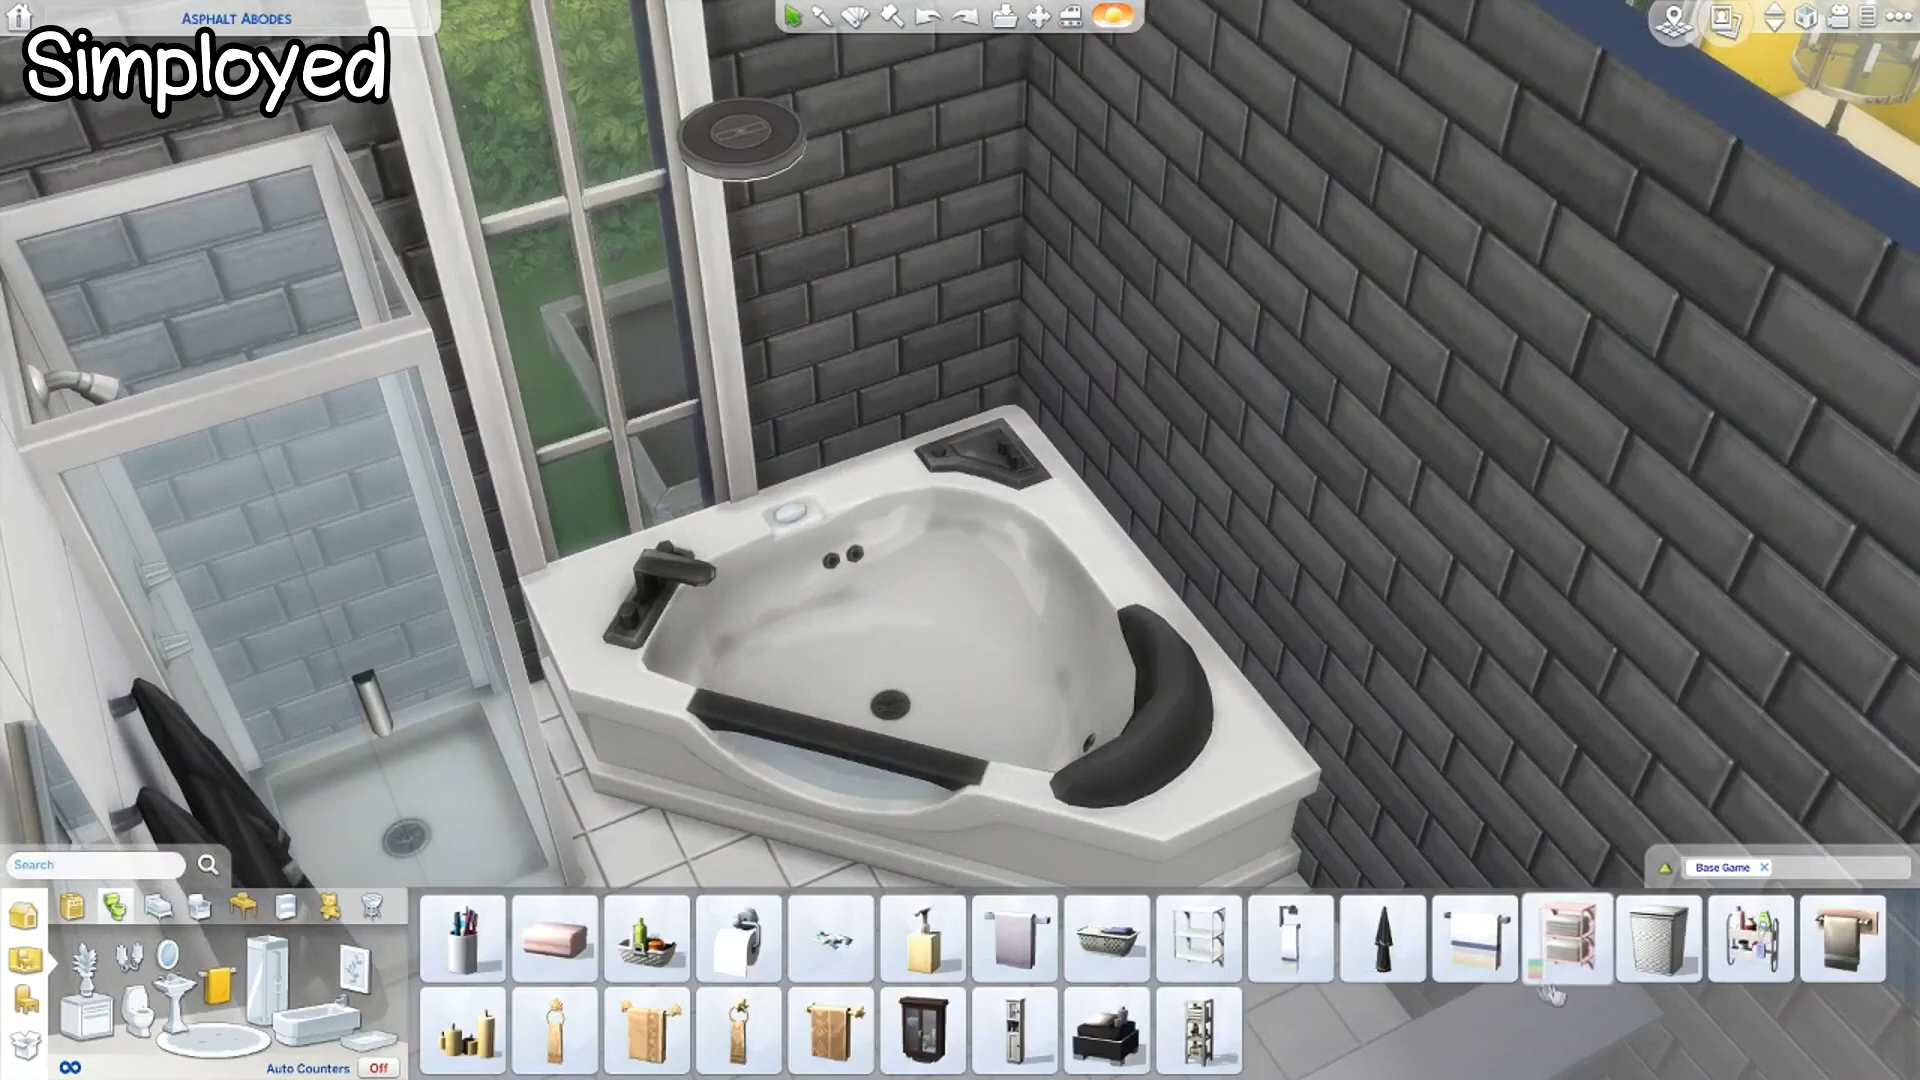 ASPHALT ABODES
Simployed
Search
Base Game
Auto Counters Off